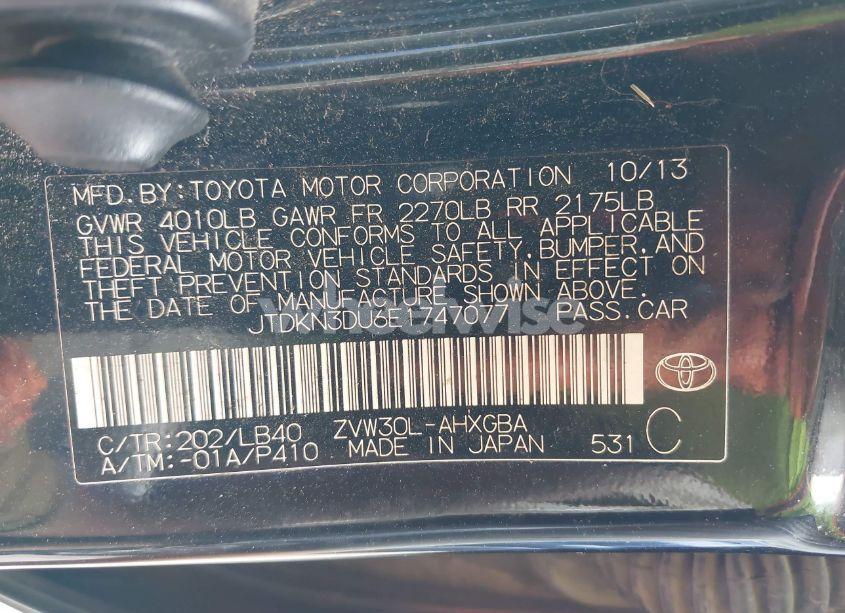 MFD. BY: TOYOTA MOTOR CORPORATION 10/13
GVWR 4010LB GAWR FR 2270LB RR 2175LB
THIS VEHICLE CONFORMS TO ALL APPLICABLE
FEDERAL MOTOR VEHICLE SAFETY, BUMPER, AND
THEFT PREVENTION STANDARDS IN EFFECT ON
THE DATE OF MANUFACTURE SHOWN ABOVE.
JTDKN3DU6E1747077 PASS. CAR
C/TR: 202/LB40 ZVW30L-AHXGBA
A/TM: -01A/P410 MADE IN JAPAN 531 C